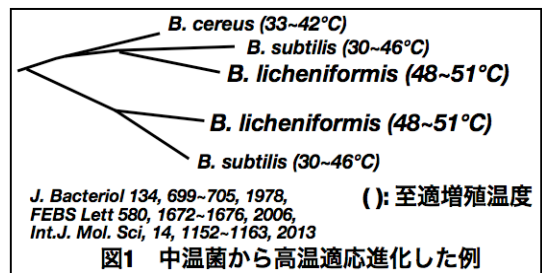 B. cereus (33~42°C)
B. subtilis (30~46°C)
B. licheniformis (48~51°C)
B. licheniformis (48~51°C)
B. subtilis (30~46°C)
J. Bacteriol 134, 699~705, 1978,
( ): 至適増殖温度
FEBS Lett 580, 1672~1676, 2006,
Int.J. Mol. Sci, 14, 1152~1163, 2013
図1 中温菌から高温適応進化した例